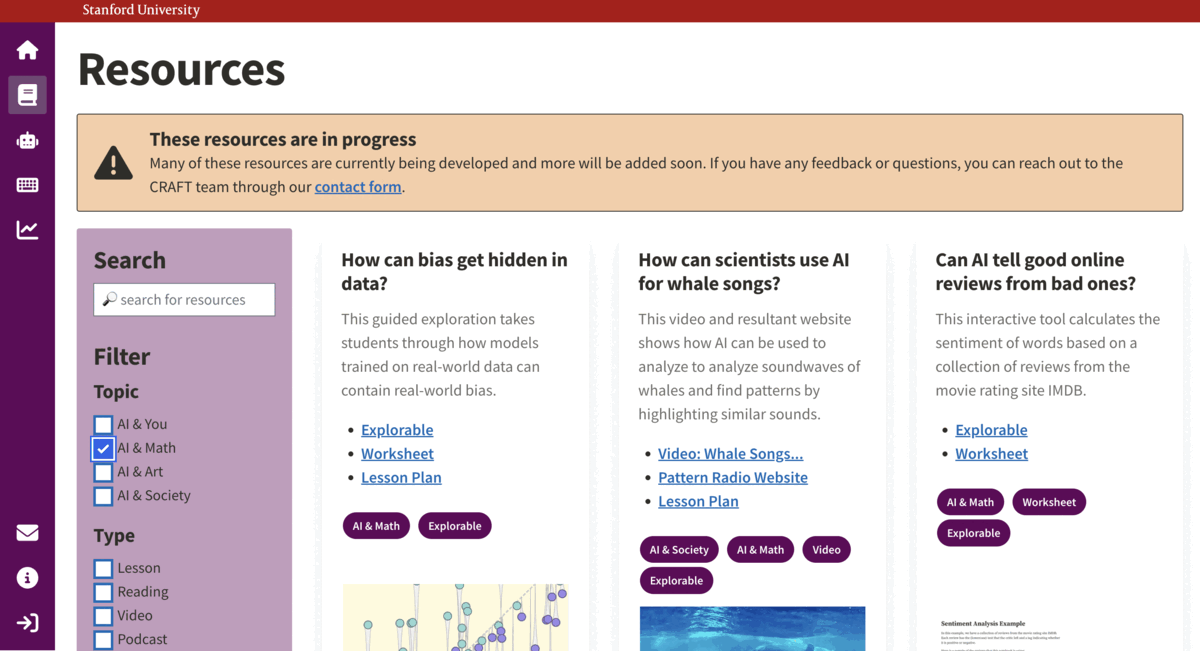 Stanford University
Resources
These resources are in progress
Many of these resources are currently being developed and more will be added soon. If you have any feedback or questions, you can reach out to the
CRAFT team through our contact form.
Search
search for resources
Filter
Topic
AI & You
AI & Math
AI & Art
AI & Society
Type
Lesson
Reading
Video
Podcast
How can bias get hidden in
data?
This guided exploration takes
students through how models
trained on real-world data can
contain real-world bias.
Explorable
Worksheet
Lesson Plan
AI & Math
Explorable
How can scientists use AI
for whale songs?
This video and resultant website
shows how AI can be used to
analyze to analyze soundwaves of
whales and find patterns by
highlighting similar sounds.
Video: Whale Songs...
Pattern Radio Website
Lesson Plan
AI & Society
AI & Math
Video
Explorable
Can AI tell good online
reviews from bad ones?
This interactive tool calculates the
sentiment of words based on a
collection of reviews from the
movie rating site IMDB.
Explorable
Worksheet
AI & Math
Worksheet
Explorable
Sentiment Analysis Example